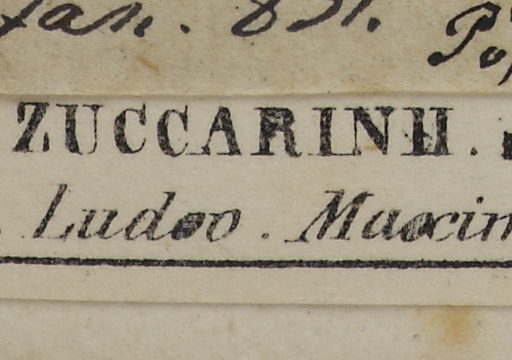 Jan. 831.
ZUCCARINII.
. Ludov. Maxim